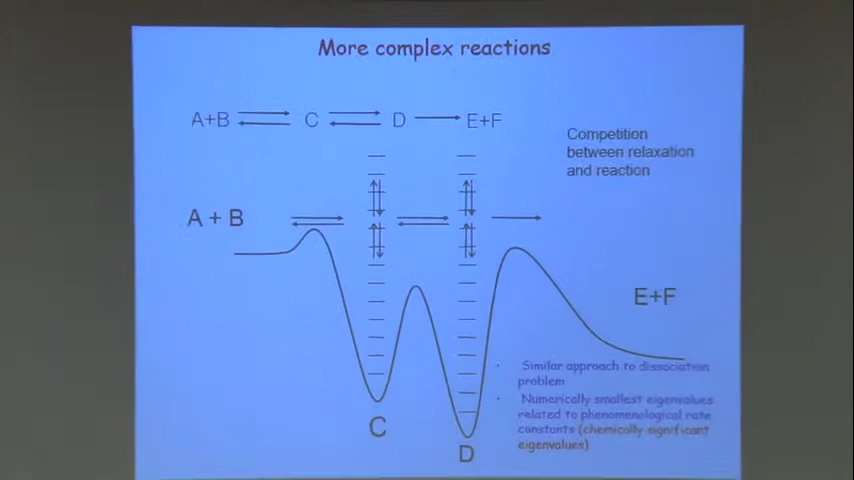 More complex reactions
A+B C D E+F
Competition
between relaxation
and reaction
A + B
E+F
• Similar approach to dissociation
problem
• Numerically smallest eigenvalues
related to phenomenological rate
constants (chemically significant
eigenvalues)
C
D